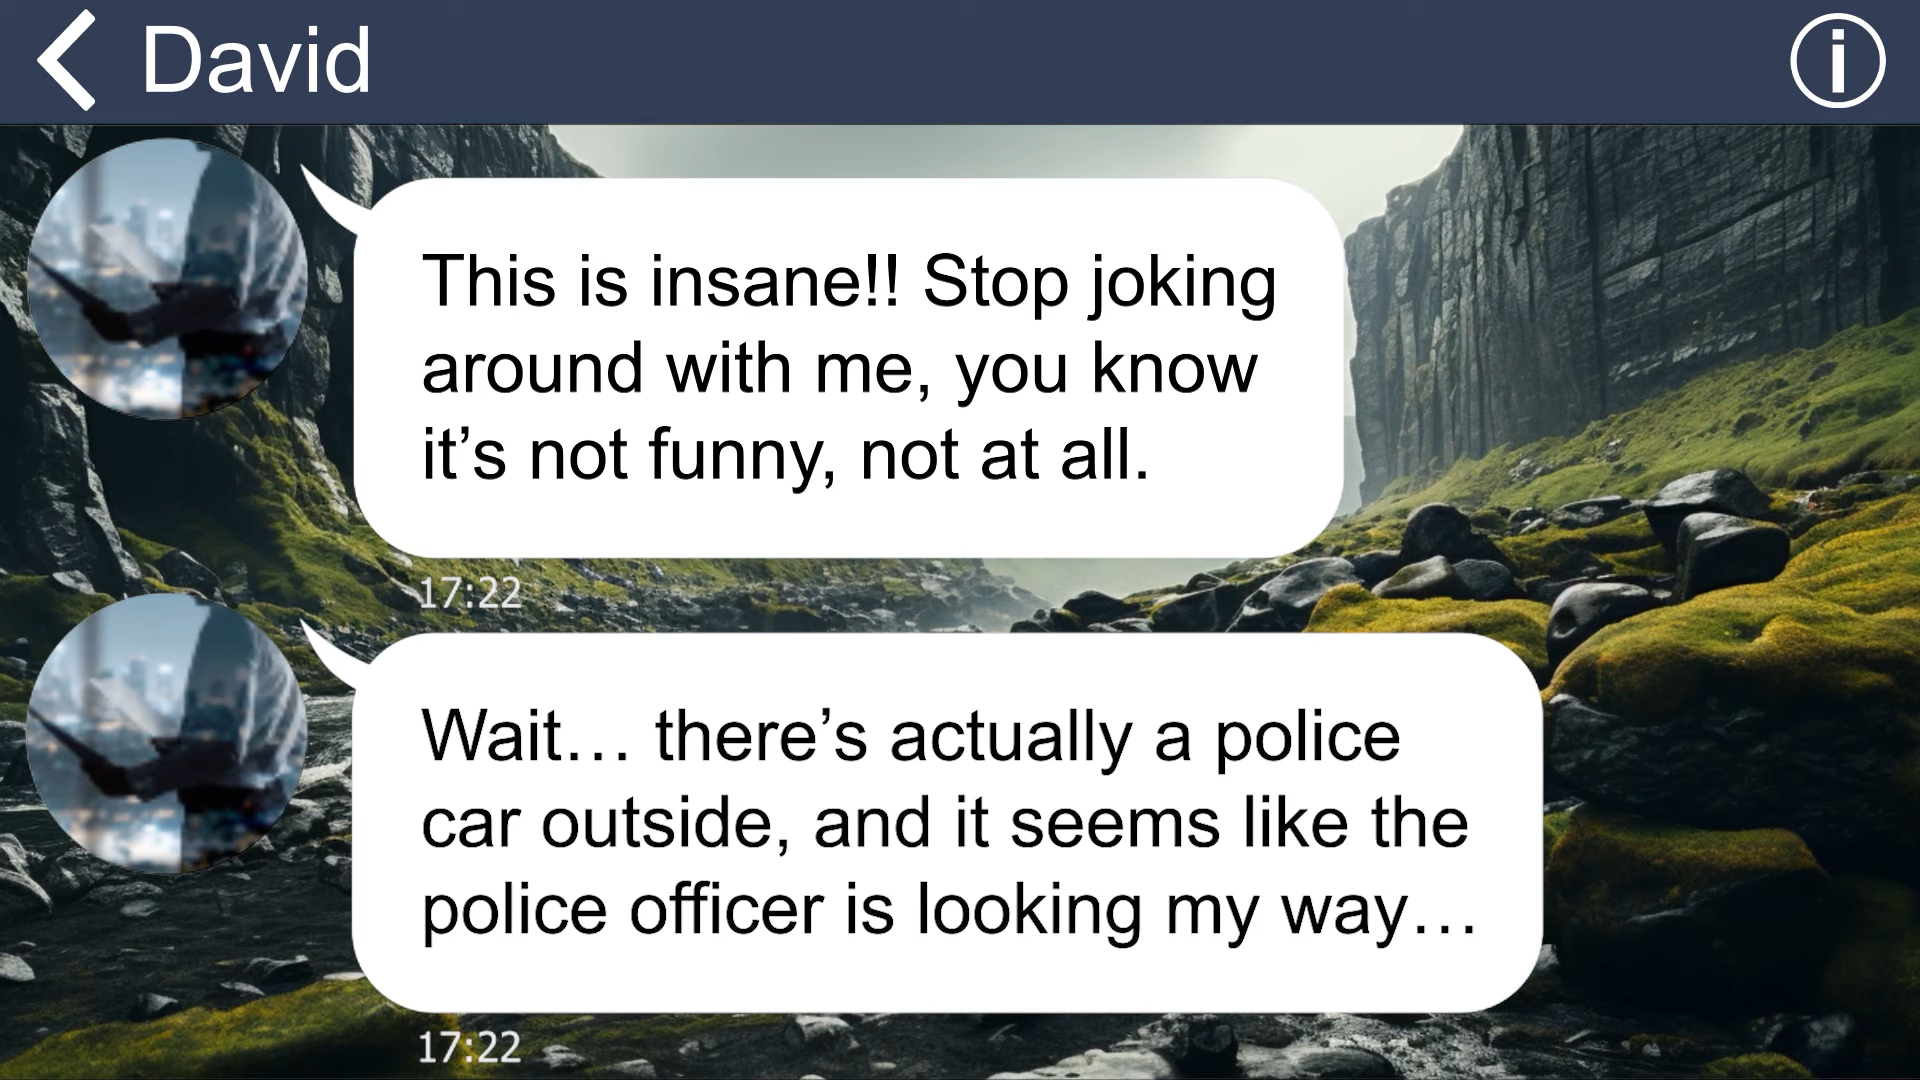 David
This is insane!! Stop joking
around with me, you know
it’s not funny, not at all.
17:22
Wait… there’s actually a police
car outside, and it seems like the
police officer is looking my way…
17:22